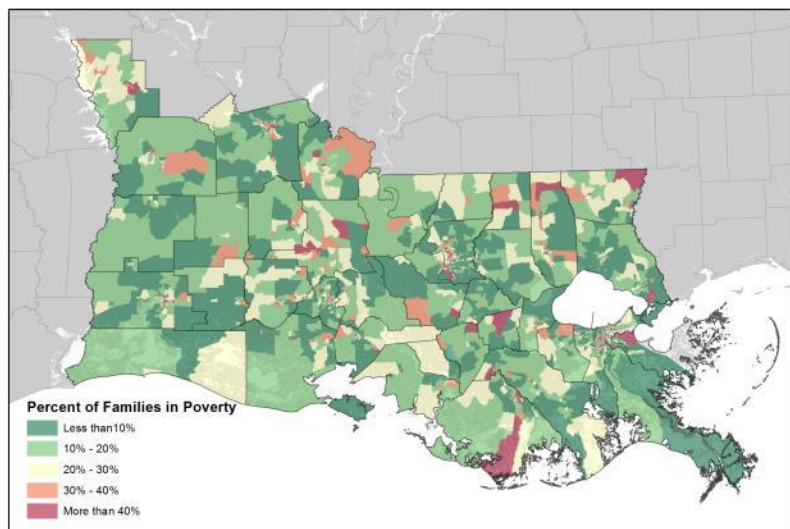 Percent of Families in Poverty
Less than10%
10% - 20%
20% - 30%
30% - 40%
More than 40%